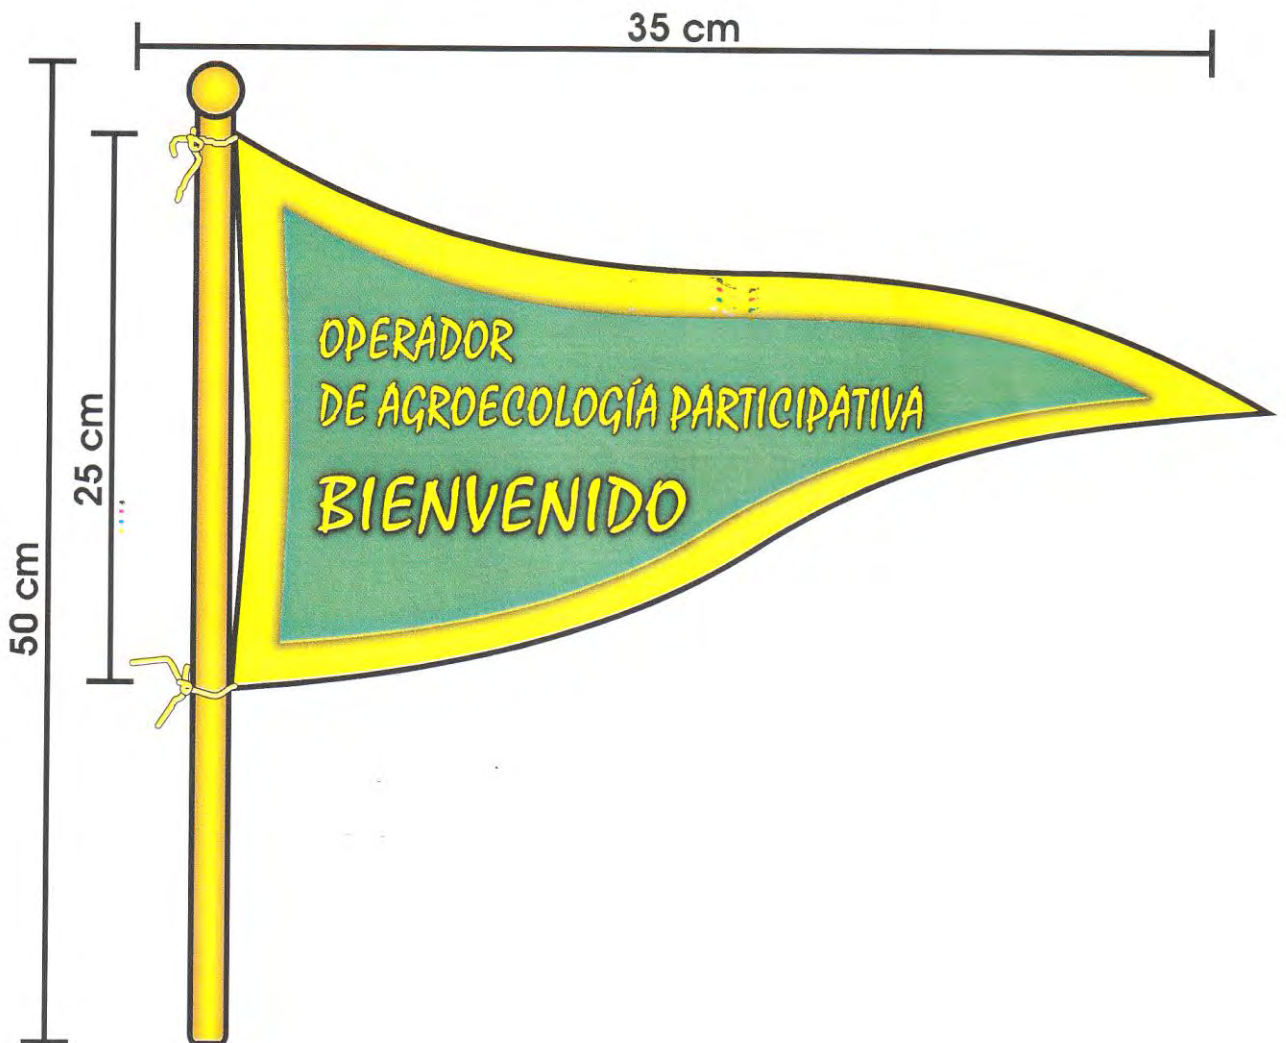 35 cm
25 cm
50 cm
OPERADOR
DE AGROECOLOGÍA PARTICIPATIVA
BIENVENIDO